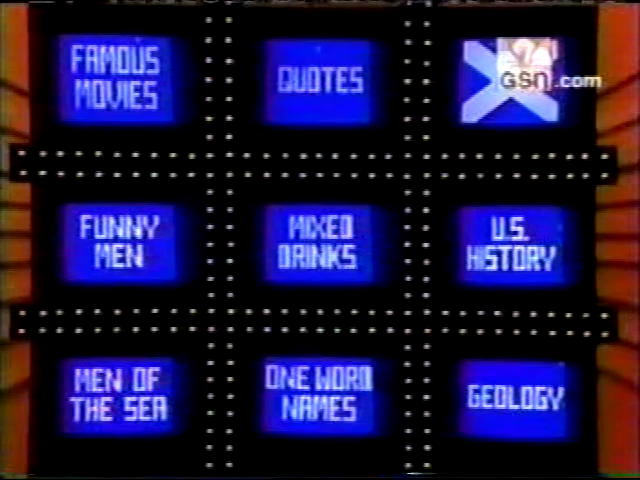 FAMOUS
MOVIES
QUOTES
X
GSN.com
FUNNY
MEN
MIXED
DRINKS
U.S.
HISTORY
MEN OF
THE SEA
ONE WORD
NAMES
GEOLOGY